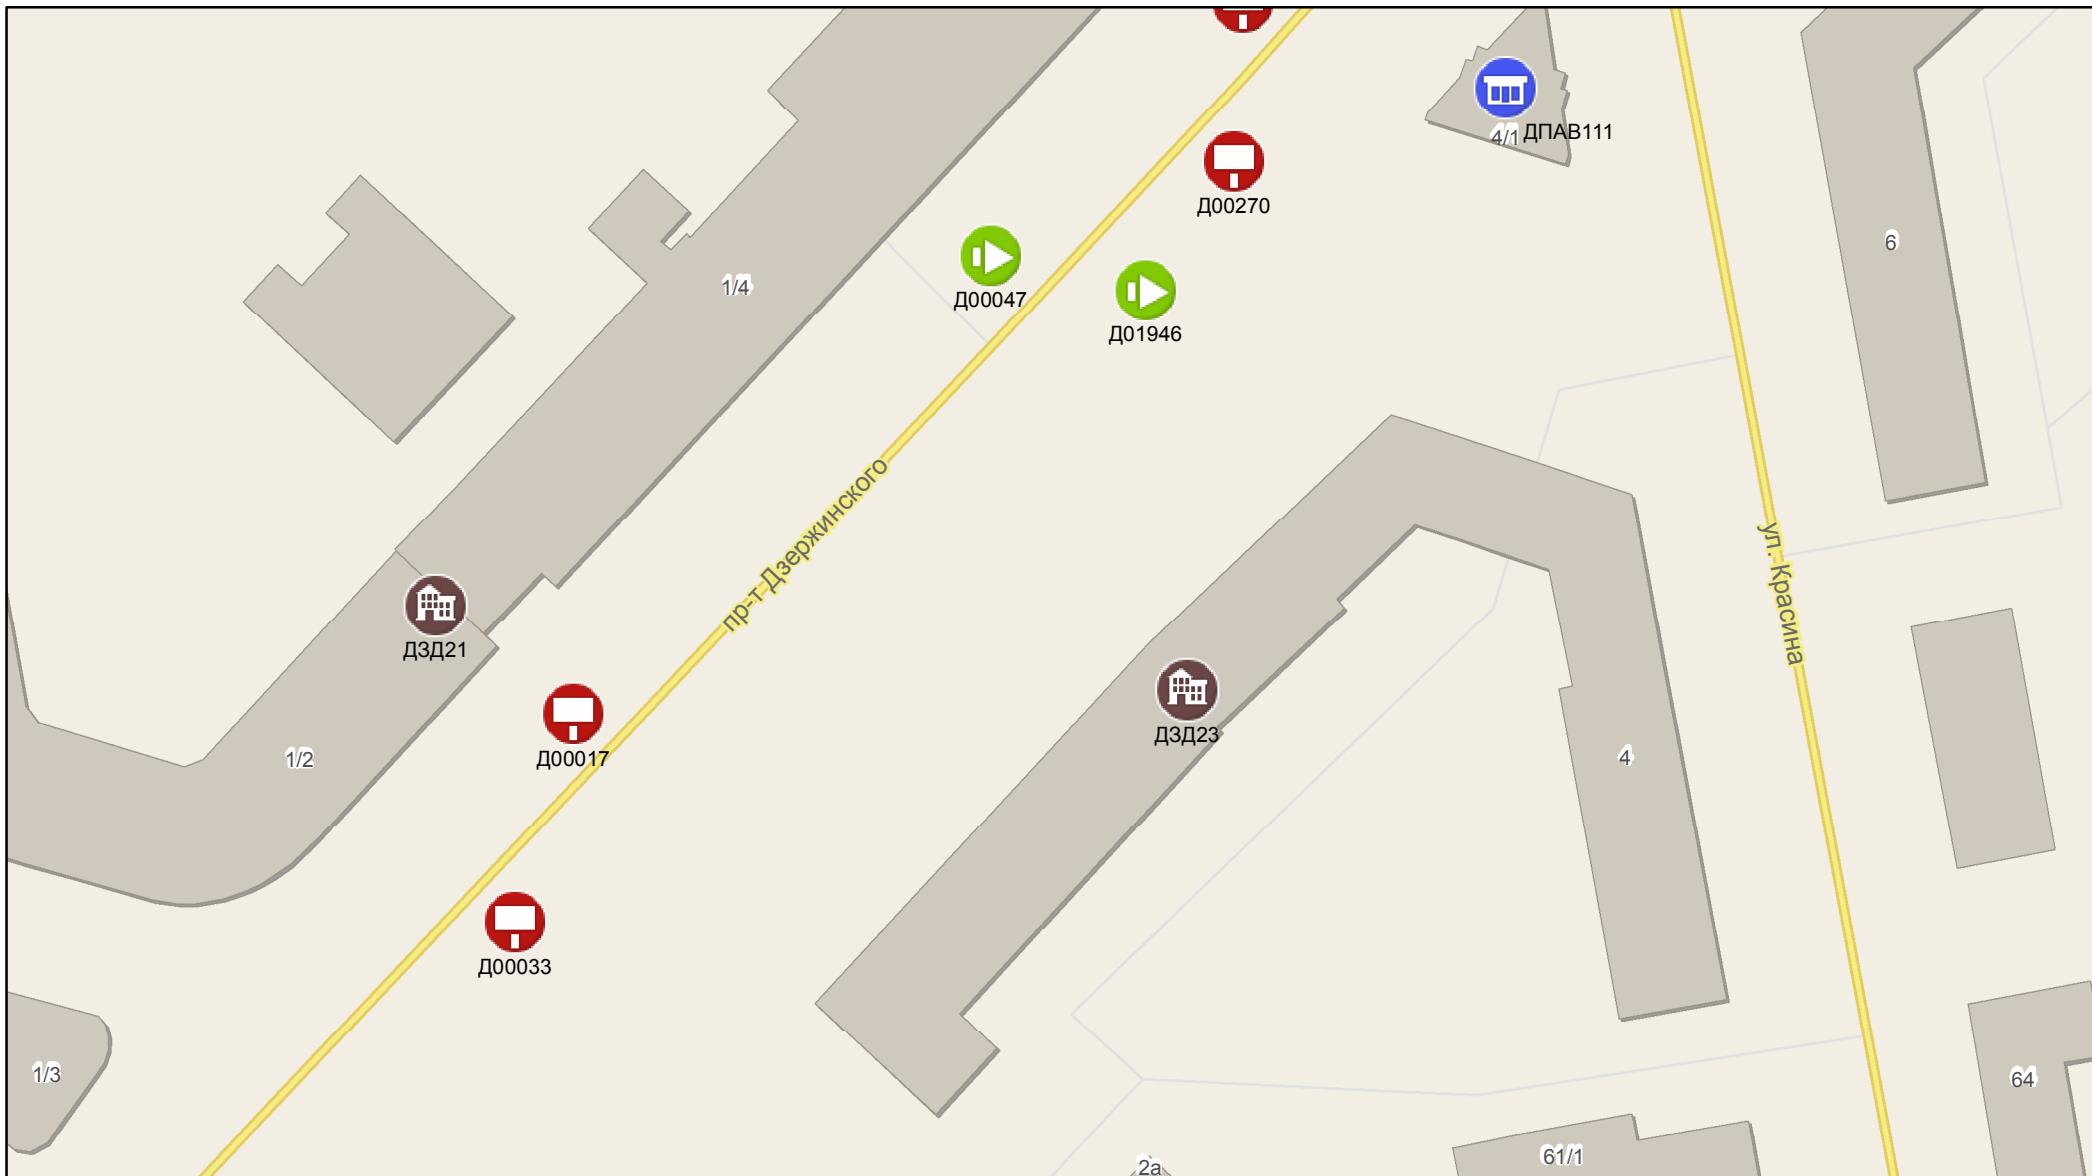 4/1
ДПАВ111
Д00270
6
1/4
Д00047
Д01946
пр-т Дзержинского
ул. Красина
ДЗД21
ДЗД23
Д00017
1/2
4
Д00033
1/3
64
61/1
2а